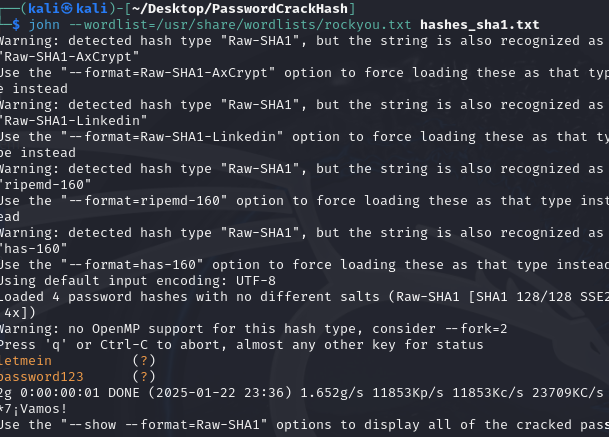 ┌──(kali㉿kali)-[~/Desktop/PasswordCrackHash]
└─$ john --wordlist=/usr/share/wordlists/rockyou.txt hashes_sha1.txt
Warning: detected hash type "Raw-SHA1", but the string is also recognized as
"Raw-SHA1-AxCrypt"
Use the "--format=Raw-SHA1-AxCrypt" option to force loading these as that typ
e instead
Warning: detected hash type "Raw-SHA1", but the string is also recognized as
"Raw-SHA1-Linkedin"
Use the "--format=Raw-SHA1-Linkedin" option to force loading these as that ty
pe instead
Warning: detected hash type "Raw-SHA1", but the string is also recognized as
"ripemd-160"
Use the "--format=ripemd-160" option to force loading these as that type inst
ead
Warning: detected hash type "Raw-SHA1", but the string is also recognized as
"has-160"
Use the "--format=has-160" option to force loading these as that type instead
Using default input encoding: UTF-8
Loaded 4 password hashes with no different salts (Raw-SHA1 [SHA1 128/128 SSE2
4x])
Warning: no OpenMP support for this hash type, consider --fork=2
Press 'q' or Ctrl-C to abort, almost any other key for status
letmein (?)
password123 (?)
2g 0:00:00:01 DONE (2025-01-22 23:36) 1.652g/s 11853Kp/s 11853Kc/s 23709KC/s
*7¡Vamos!
Use the "--show --format=Raw-SHA1" options to display all of the cracked pass